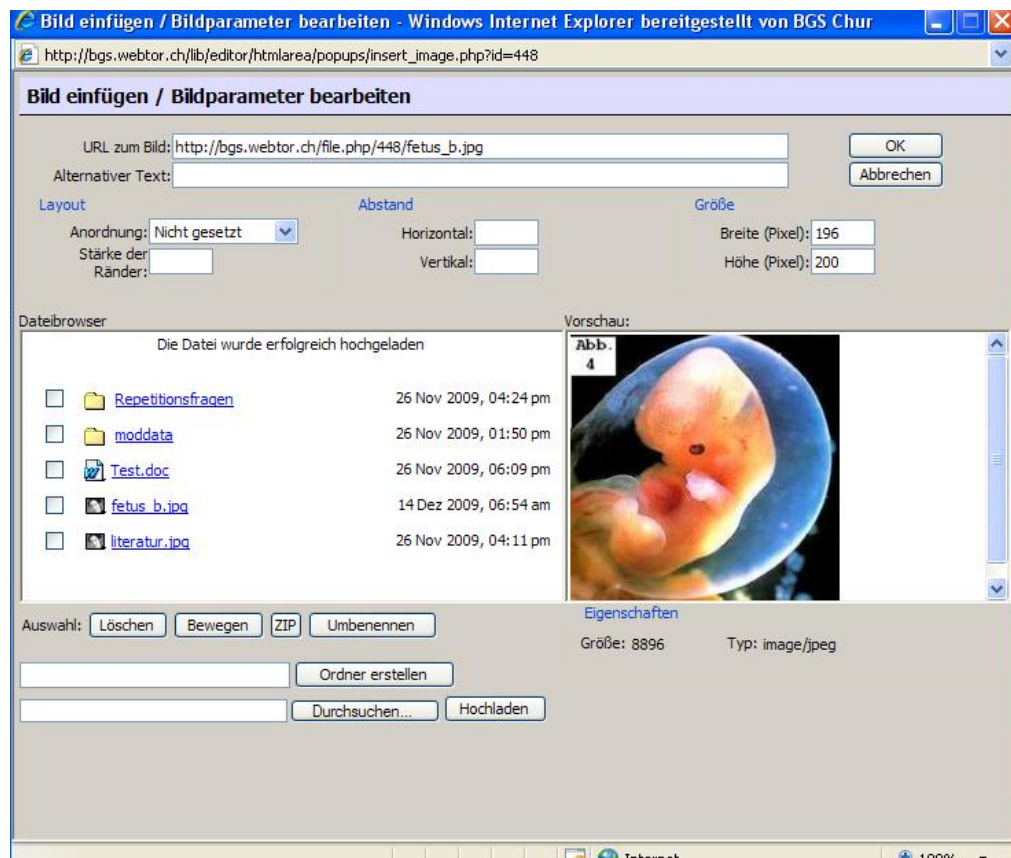 Bild einfügen / Bildparameter bearbeiten - Windows Internet Explorer bereitgestellt von BGS Chur
http://bgs.webtor.ch/lib/editor/htmlarea/popups/insert_image.php?id=448
Bild einfügen / Bildparameter bearbeiten
URL zum Bild: http://bgs.webtor.ch/file.php/448/fetus_b.jpg OK
Alternativer Text: Abbrechen
Layout Abstand Größe
Anordnung: Nicht gesetzt Horizontal: Breite (Pixel): 196
Stärke der Ränder: Vertikal: Höhe (Pixel): 200
Dateibrowser Vorschau:
Die Datei wurde erfolgreich hochgeladen
Abb.
4
Repetitionsfragen 26 Nov 2009, 04:24 pm
moddata 26 Nov 2009, 01:50 pm
Test.doc 26 Nov 2009, 06:09 pm
fetus_b.jpg 14 Dez 2009, 06:54 am
literatur.jpg 26 Nov 2009, 04:11 pm
Auswahl: Löschen Bewegen ZIP Umbenennen
Eigenschaften
Größe: 8896 Typ: image/jpeg
Ordner erstellen
Durchsuchen... Hochladen
Internet 100%